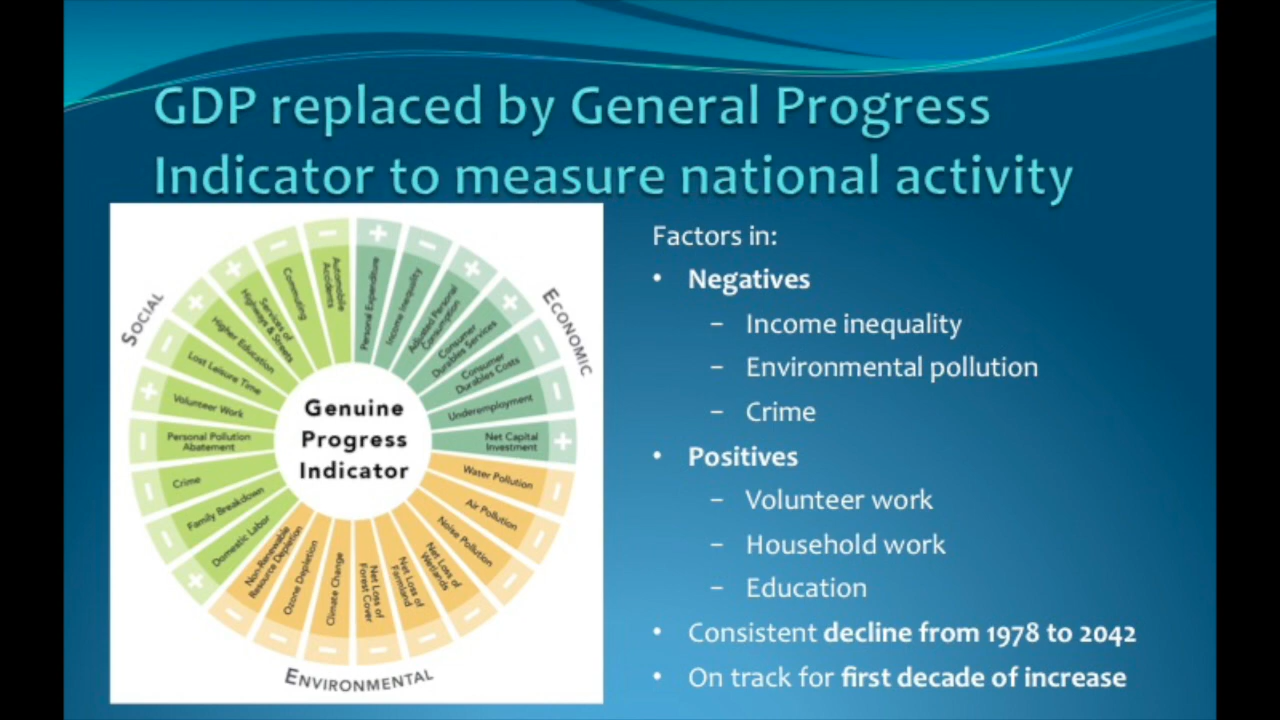 GDP replaced by General Progress
Indicator to measure national activity
SOCIAL
ECONOMIC
ENVIRONMENTAL
Genuine
Progress
Indicator
+
Personal Expenditure
−
Income Inequality
+
Adjusted Personal
Consumption
+
Consumer
Durables Services
−
Consumer
Durables Costs
−
Underemployment
+
Net Capital
Investment
−
Water Pollution
−
Air Pollution
−
Noise Pollution
−
Net Loss of
Wetlands
−
Net Loss of
Farmland
−
Net Loss of
Forest Cover
−
Climate Change
−
Ozone Depletion
−
Non-Renewable
Resource Depletion
+
Domestic Labor
−
Family Breakdown
−
Crime
−
Personal Pollution
Abatement
+
Volunteer Work
−
Lost Leisure Time
+
Higher Education
+
Services of
Highways & Streets
−
Commuting
−
Automobile
Accidents
Factors in:
• Negatives
– Income inequality
– Environmental pollution
– Crime
• Positives
– Volunteer work
– Household work
– Education
• Consistent decline from 1978 to 2042
• On track for first decade of increase